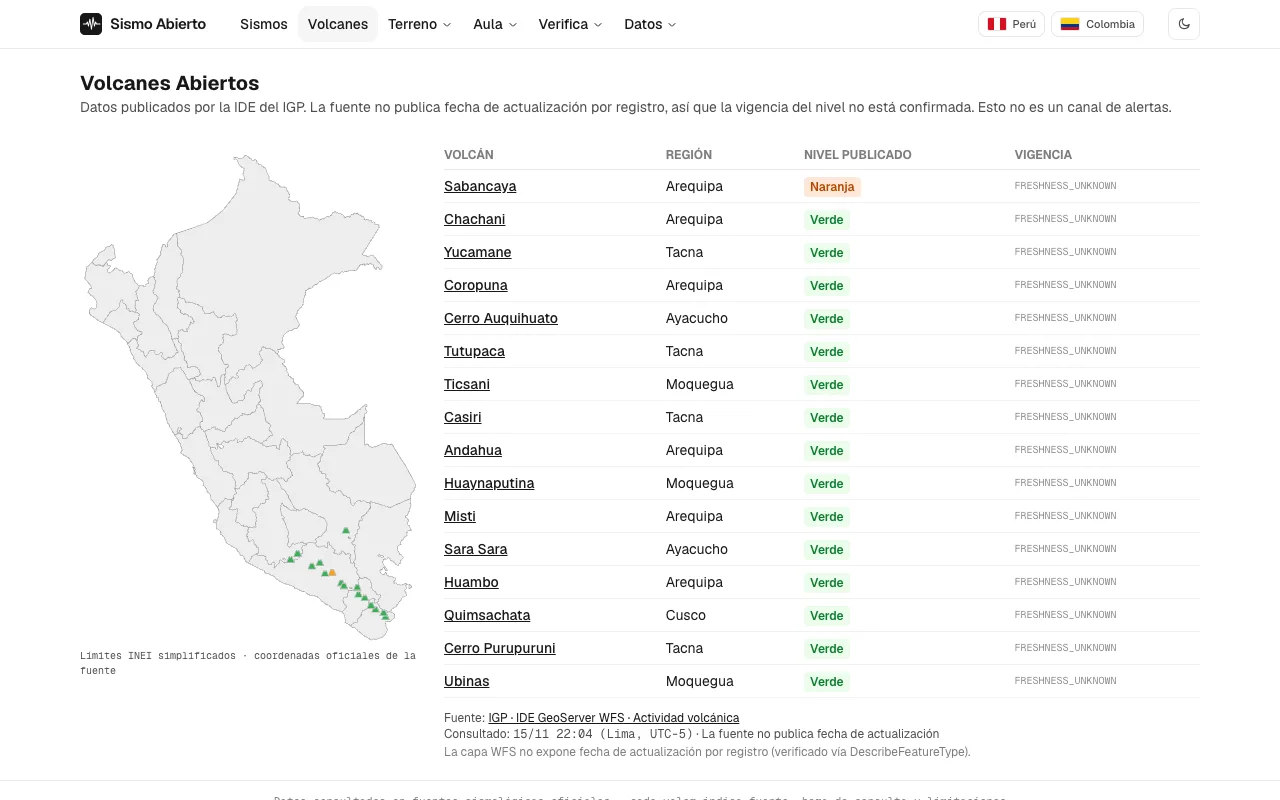 Sismo Abierto
Sismos
Volcanes
Terreno
Aula
Verifica
Datos
Perú
Colombia
Volcanes Abiertos
Datos publicados por la IDE del IGP. La fuente no publica fecha de actualización por registro, así que la vigencia del nivel no está confirmada. Esto no es un canal de alertas.
VOLCÁN REGIÓN NIVEL PUBLICADO VIGENCIA
Sabancaya Arequipa Naranja FRESHNESS_UNKNOWN
Chachani Arequipa Verde FRESHNESS_UNKNOWN
Yucamane Tacna Verde FRESHNESS_UNKNOWN
Coropuna Arequipa Verde FRESHNESS_UNKNOWN
Cerro Auquihuato Ayacucho Verde FRESHNESS_UNKNOWN
Tutupaca Tacna Verde FRESHNESS_UNKNOWN
Ticsani Moquegua Verde FRESHNESS_UNKNOWN
Casiri Tacna Verde FRESHNESS_UNKNOWN
Andahua Arequipa Verde FRESHNESS_UNKNOWN
Huaynaputina Moquegua Verde FRESHNESS_UNKNOWN
Misti Arequipa Verde FRESHNESS_UNKNOWN
Sara Sara Ayacucho Verde FRESHNESS_UNKNOWN
Huambo Arequipa Verde FRESHNESS_UNKNOWN
Quimsachata Cusco Verde FRESHNESS_UNKNOWN
Cerro Purupuruni Tacna Verde FRESHNESS_UNKNOWN
Ubinas Moquegua Verde FRESHNESS_UNKNOWN
Límites INEI simplificados · coordenadas oficiales de la
fuente
Fuente: IGP · IDE GeoServer WFS · Actividad volcánica
Consultado: 15/11 22:04 (Lima, UTC-5) · La fuente no publica fecha de actualización
La capa WFS no expone fecha de actualización por registro (verificado vía DescribeFeatureType).